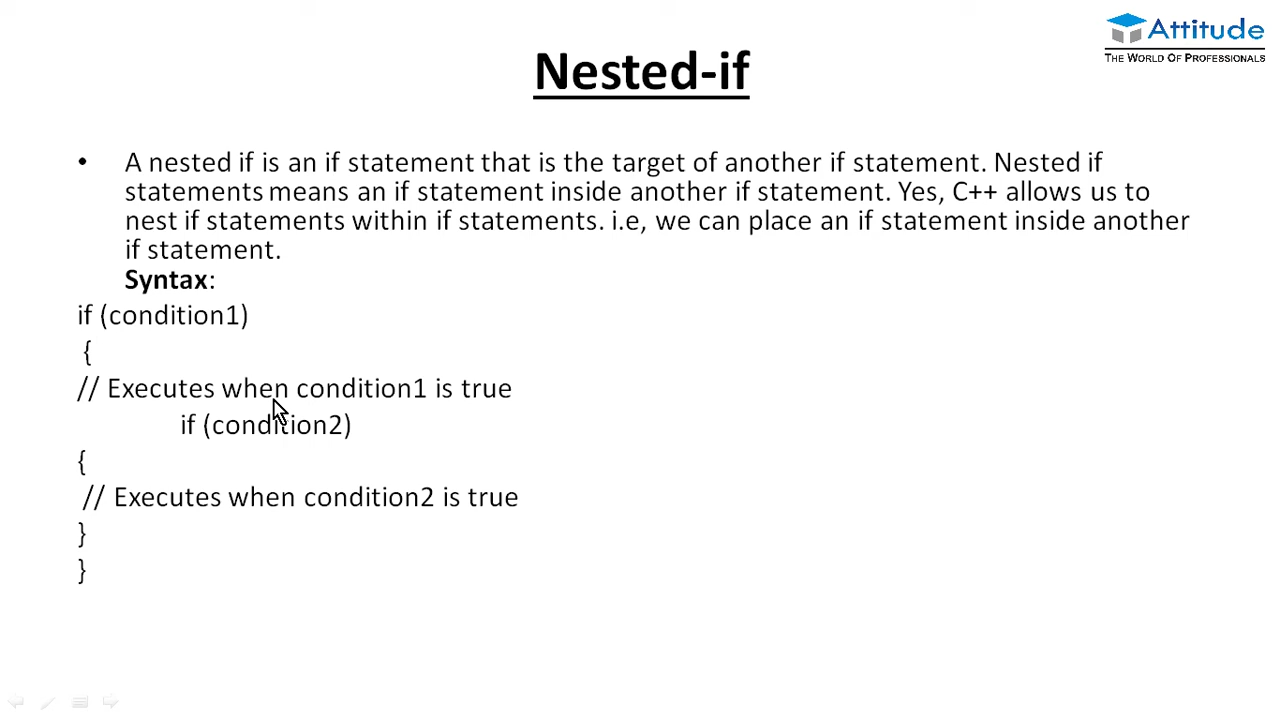 Attitude
THE WORLD OF PROFESSIONALS
Nested-if
• A nested if is an if statement that is the target of another if statement. Nested if
statements means an if statement inside another if statement. Yes, C++ allows us to
nest if statements within if statements. i.e, we can place an if statement inside another
if statement.
Syntax:
if (condition1)
{
// Executes when condition1 is true
if (condition2)
{
// Executes when condition2 is true
}
}